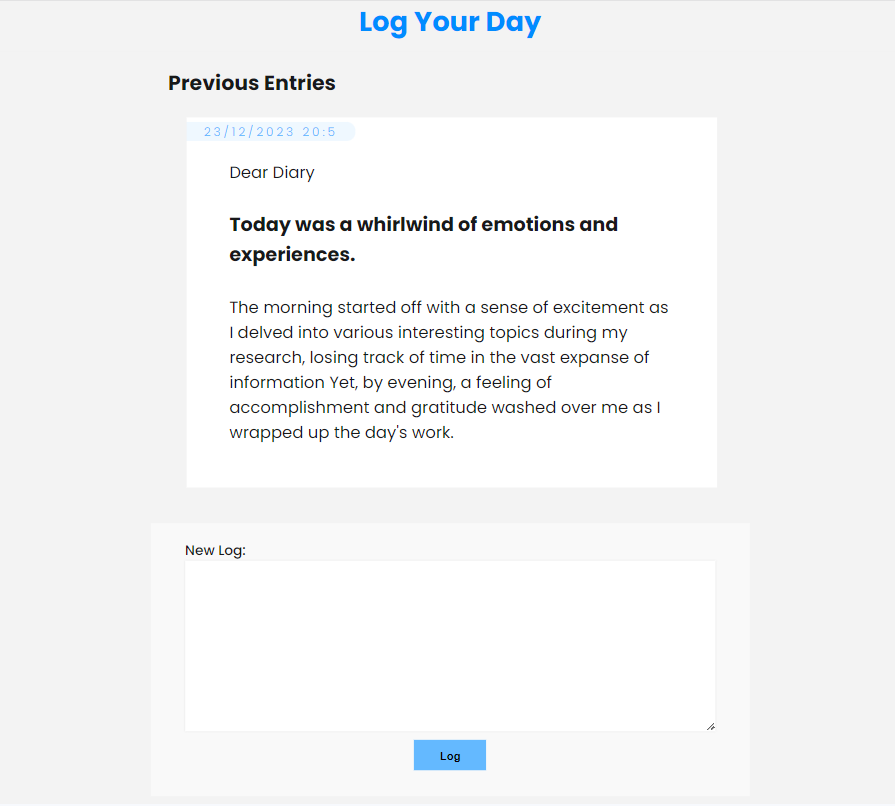 Log Your Day
Previous Entries
23/12/2023 20:5
Dear Diary
Today was a whirlwind of emotions and
experiences.
The morning started off with a sense of excitement as
I delved into various interesting topics during my
research, losing track of time in the vast expanse of
information Yet, by evening, a feeling of
accomplishment and gratitude washed over me as I
wrapped up the day's work.
New Log:
Log